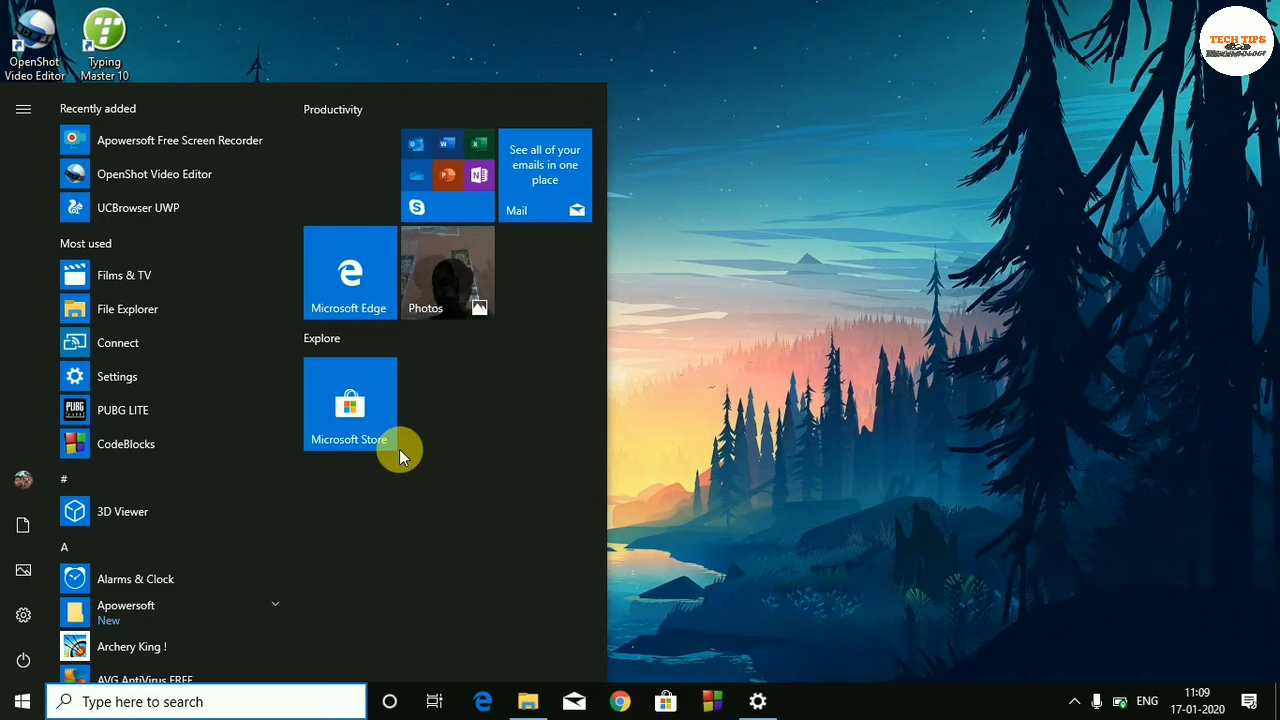 OpenShot
Video Editor
Typing
Master 10
TECH TIPS
Recently added
Apowersoft Free Screen Recorder
OpenShot Video Editor
UCBrowser UWP
Most used
Films & TV
File Explorer
Connect
Settings
PUBG LITE
CodeBlocks
#
3D Viewer
A
Alarms & Clock
Apowersoft
New
Archery King !
AVG AntiVirus FREE
Productivity
See all of your
emails in one
place
Mail
Microsoft Edge
Photos
Explore
Microsoft Store
Type here to search
ENG
11:09
17-01-2020